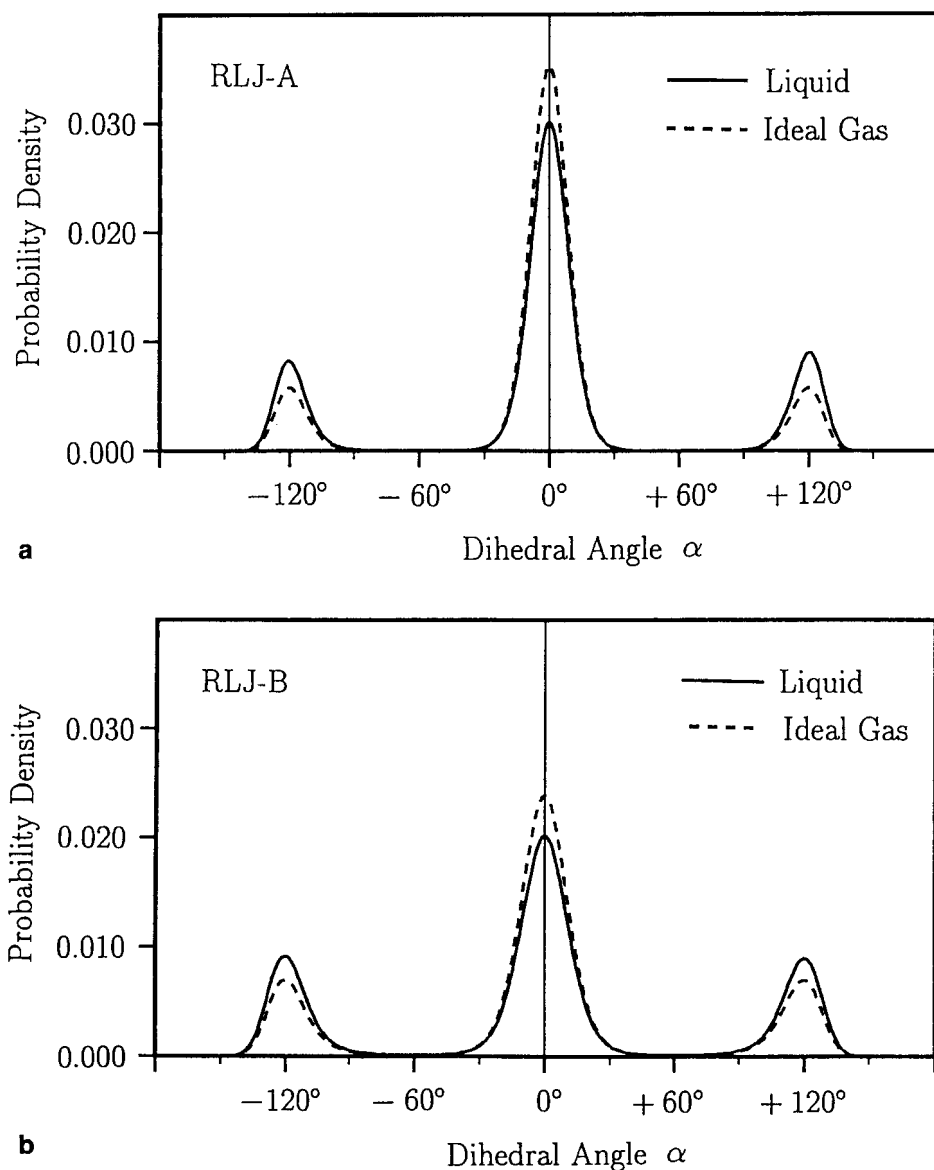 RLJ-A
Liquid
Ideal Gas
Probability Density
0.030
0.020
0.010
0.000
−120° −60° 0° +60° +120°
a
Dihedral Angle α
RLJ-B
Liquid
Ideal Gas
Probability Density
0.030
0.020
0.010
0.000
−120° −60° 0° +60° +120°
b
Dihedral Angle α